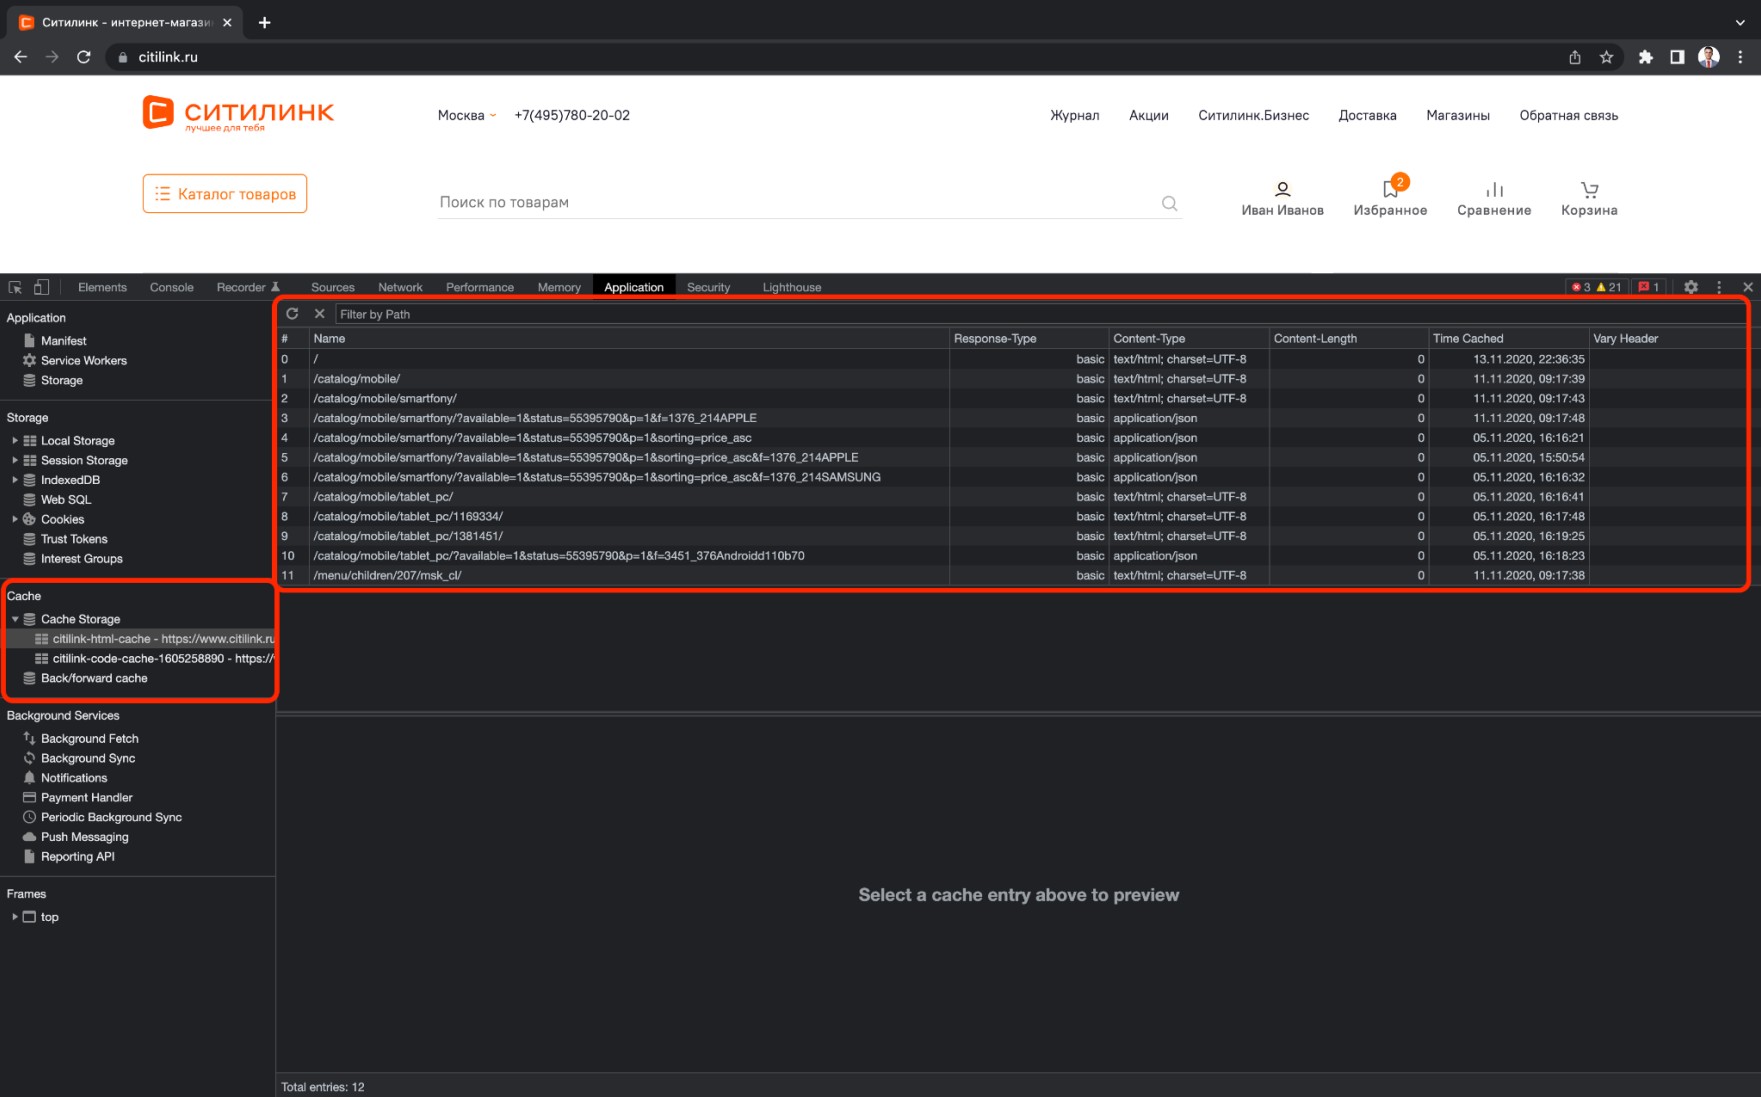 Ситилинк - интернет-магази
citilink.ru
СИТИЛИНК
лучшее для тебя
Москва
+7(495)780-20-02
Журнал
Акции
Ситилинк.Бизнес
Доставка
Магазины
Обратная связь
Каталог товаров
Поиск по товарам
2
Иван Иванов
Избранное
Сравнение
Корзина
Elements
Console
Recorder
Sources
Network
Performance
Memory
Application
Security
Lighthouse
3
21
1
Application
Manifest
Service Workers
Storage
Storage
Local Storage
Session Storage
IndexedDB
Web SQL
Cookies
Trust Tokens
Interest Groups
Cache
Cache Storage
citilink-html-cache - https://www.citilink.ru
citilink-code-cache-1605258890 - https://
Back/forward cache
Background Services
Background Fetch
Background Sync
Notifications
Payment Handler
Periodic Background Sync
Push Messaging
Reporting API
Frames
top
Filter by Path
# Name Response-Type Content-Type Content-Length Time Cached Vary Header
0 / basic text/html; charset=UTF-8 0 13.11.2020, 22:36:35
1 /catalog/mobile/ basic text/html; charset=UTF-8 0 11.11.2020, 09:17:39
2 /catalog/mobile/smartfony/ basic text/html; charset=UTF-8 0 11.11.2020, 09:17:43
3 /catalog/mobile/smartfony/?available=1&status=55395790&p=1&f=1376_214APPLE basic application/json 0 11.11.2020, 09:17:48
4 /catalog/mobile/smartfony/?available=1&status=55395790&p=1&sorting=price_asc basic application/json 0 05.11.2020, 16:16:21
5 /catalog/mobile/smartfony/?available=1&status=55395790&p=1&sorting=price_asc&f=1376_214APPLE basic application/json 0 05.11.2020, 15:50:54
6 /catalog/mobile/smartfony/?available=1&status=55395790&p=1&sorting=price_asc&f=1376_214SAMSUNG basic application/json 0 05.11.2020, 16:16:32
7 /catalog/mobile/tablet_pc/ basic text/html; charset=UTF-8 0 05.11.2020, 16:16:41
8 /catalog/mobile/tablet_pc/1169334/ basic text/html; charset=UTF-8 0 05.11.2020, 16:17:48
9 /catalog/mobile/tablet_pc/1381451/ basic text/html; charset=UTF-8 0 05.11.2020, 16:19:25
10 /catalog/mobile/tablet_pc/?available=1&status=55395790&p=1&f=3451_376Androidd110b70 basic application/json 0 05.11.2020, 16:18:23
11 /menu/children/207/msk_cl/ basic text/html; charset=UTF-8 0 11.11.2020, 09:17:38
Select a cache entry above to preview
Total entries: 12